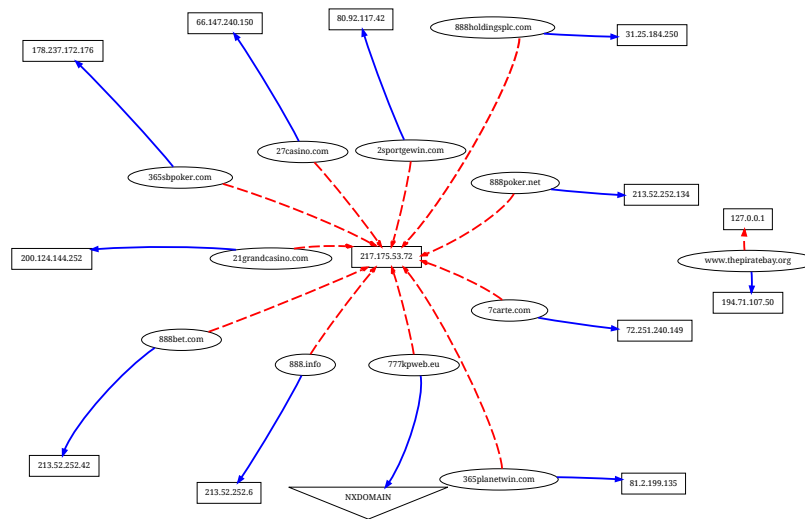 66.147.240.150
80.92.117.42
888holdingsplc.com
31.25.184.250
178.237.172.176
27casino.com
2sportgewin.com
365sbpoker.com
888poker.net
213.52.252.134
127.0.0.1
200.124.144.252
21grandcasino.com
217.175.53.72
www.thepiratebay.org
194.71.107.50
7carte.com
72.251.240.149
888bet.com
888.info
777kpweb.eu
213.52.252.42
213.52.252.6
NXDOMAIN
365planetwin.com
81.2.199.135